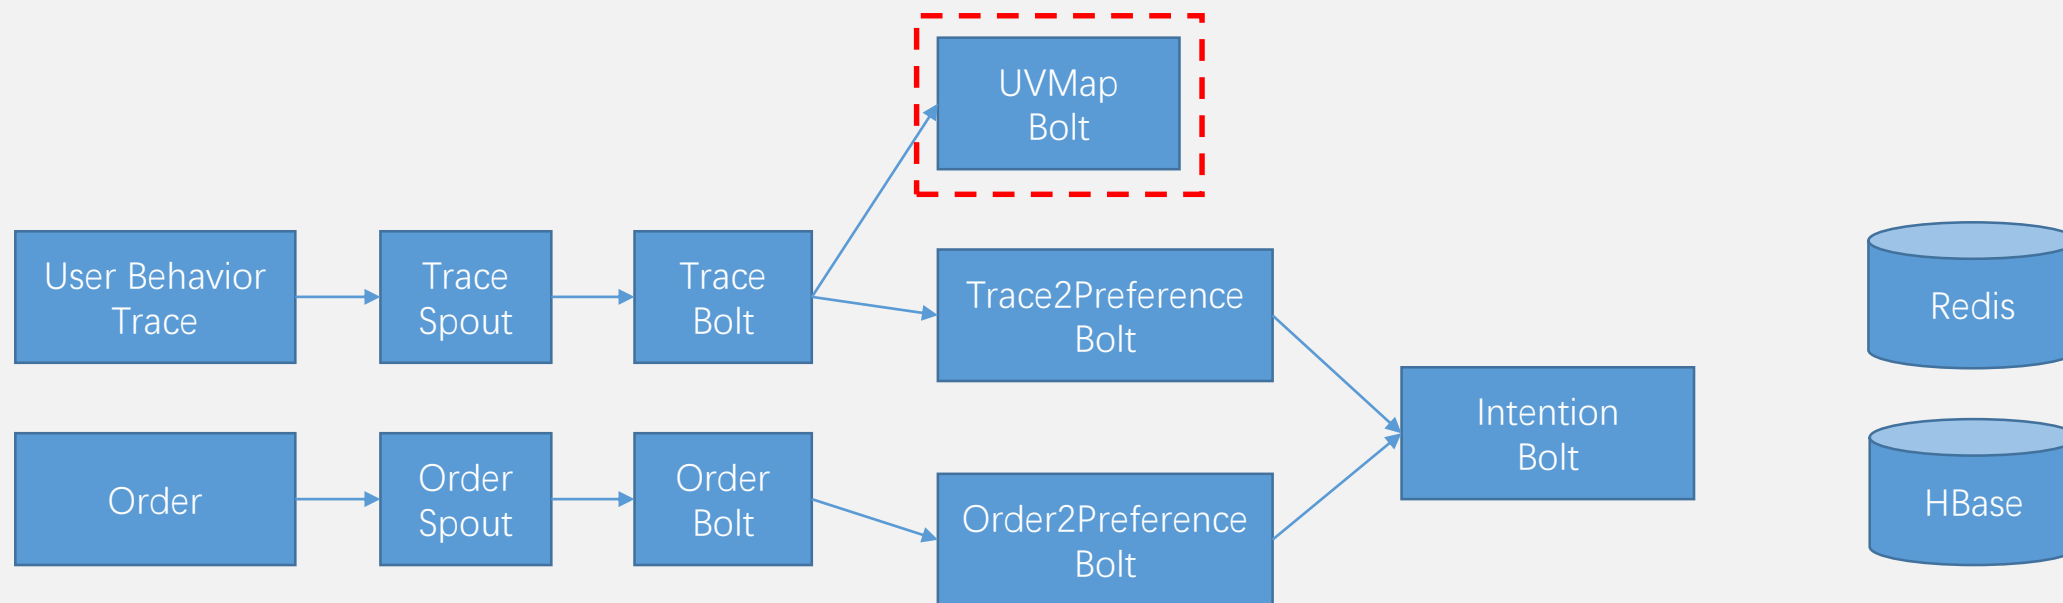 UVMap
Bolt
User Behavior
Trace
Trace
Spout
Trace
Bolt
Trace2Preference
Bolt
Redis
Intention
Bolt
Order
Order
Spout
Order
Bolt
Order2Preference
Bolt
HBase